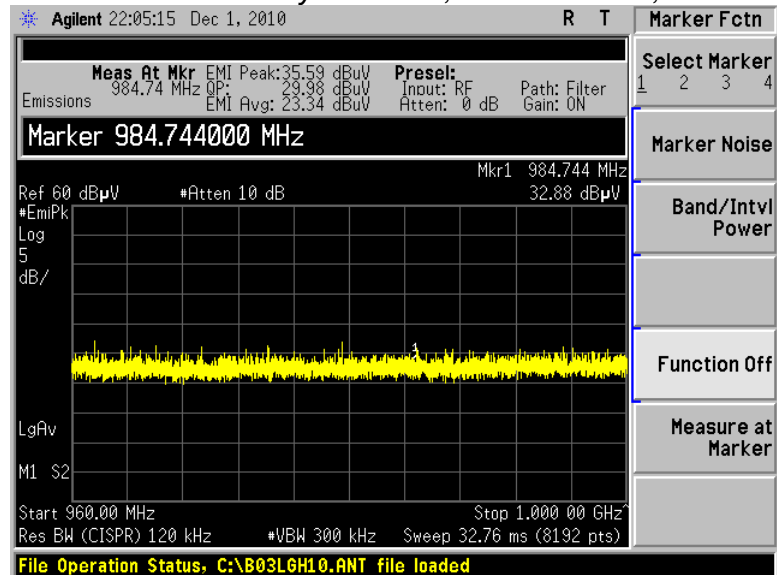 Agilent 22:05:15 Dec 1, 2010 R T Marker Fctn
Meas At Mkr EMI Peak:35.59 dBuV Presel:
984.74 MHz QP: 29.98 dBuV Input: RF Path: Filter
Emissions EMI Avg: 23.34 dBuV Atten: 0 dB Gain: ON
Marker 984.744000 MHz
Mkr1 984.744 MHz
Ref 60 dBµV #Atten 10 dB 32.88 dBµV
#EmiPk
Log
5
dB/
1
LgAv
M1 S2
Start 960.00 MHz Stop 1.000 00 GHz^
Res BW (CISPR) 120 kHz #VBW 300 kHz Sweep 32.76 ms (8192 pts)
File Operation Status, C:\B03LGH10.ANT file loaded
Select Marker
1 2 3 4
Marker Noise
Band/Intvl
Power
Function Off
Measure at
Marker